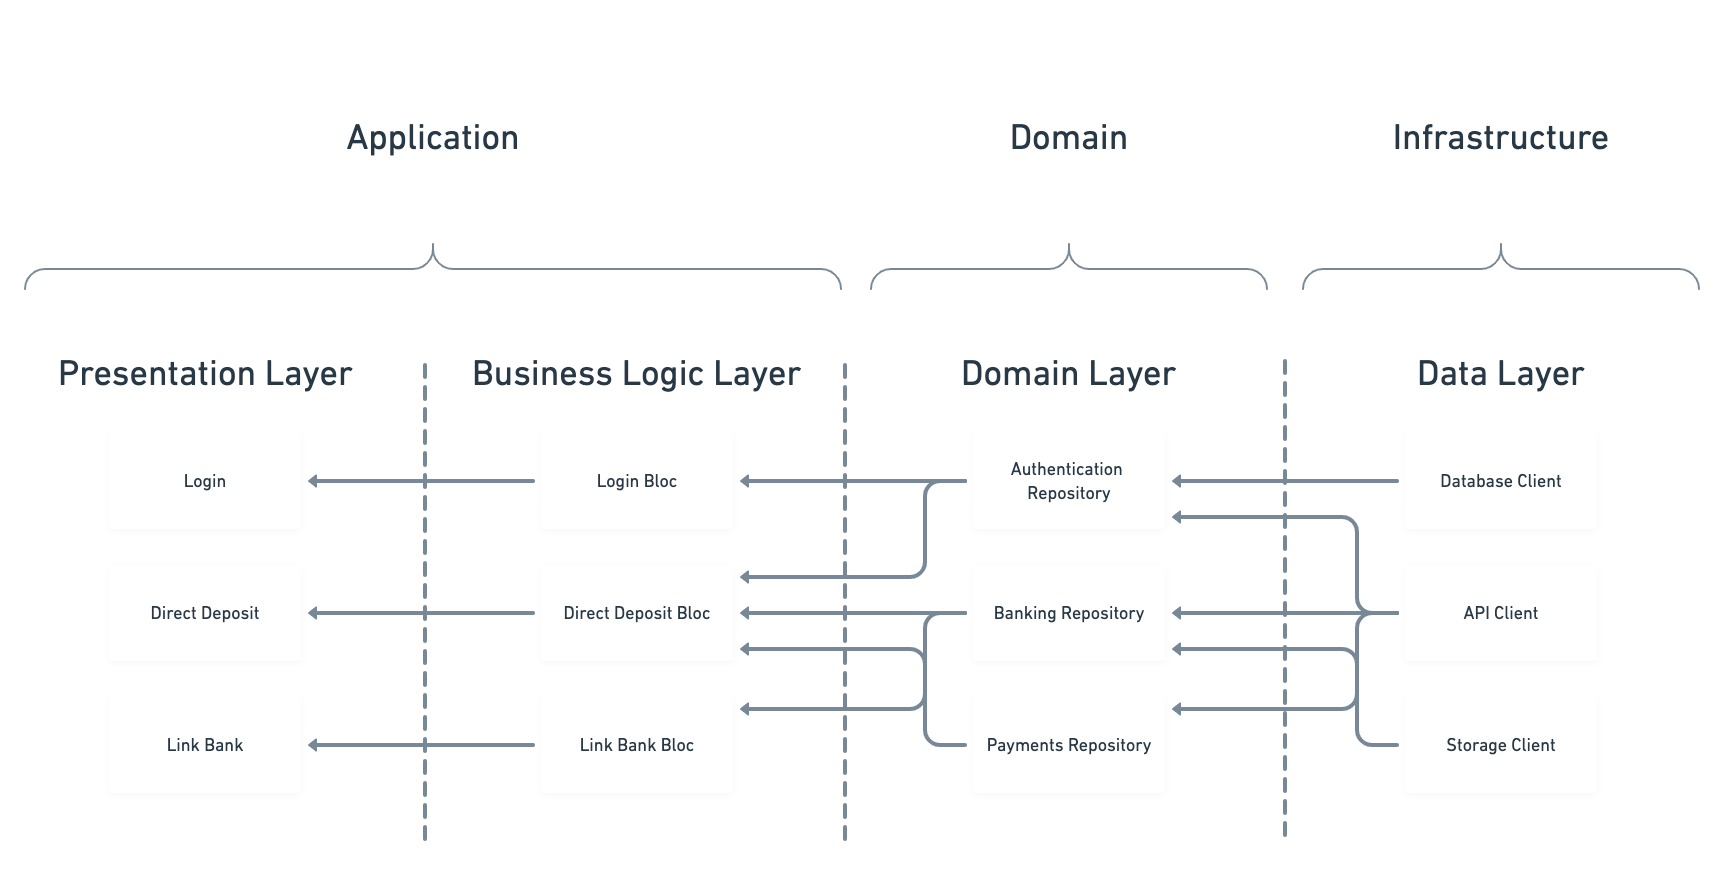 Application
Domain
Infrastructure
Presentation Layer
Business Logic Layer
Domain Layer
Data Layer
Login
Login Bloc
Authentication
Repository
Database Client
Direct Deposit
Direct Deposit Bloc
Banking Repository
API Client
Link Bank
Link Bank Bloc
Payments Repository
Storage Client